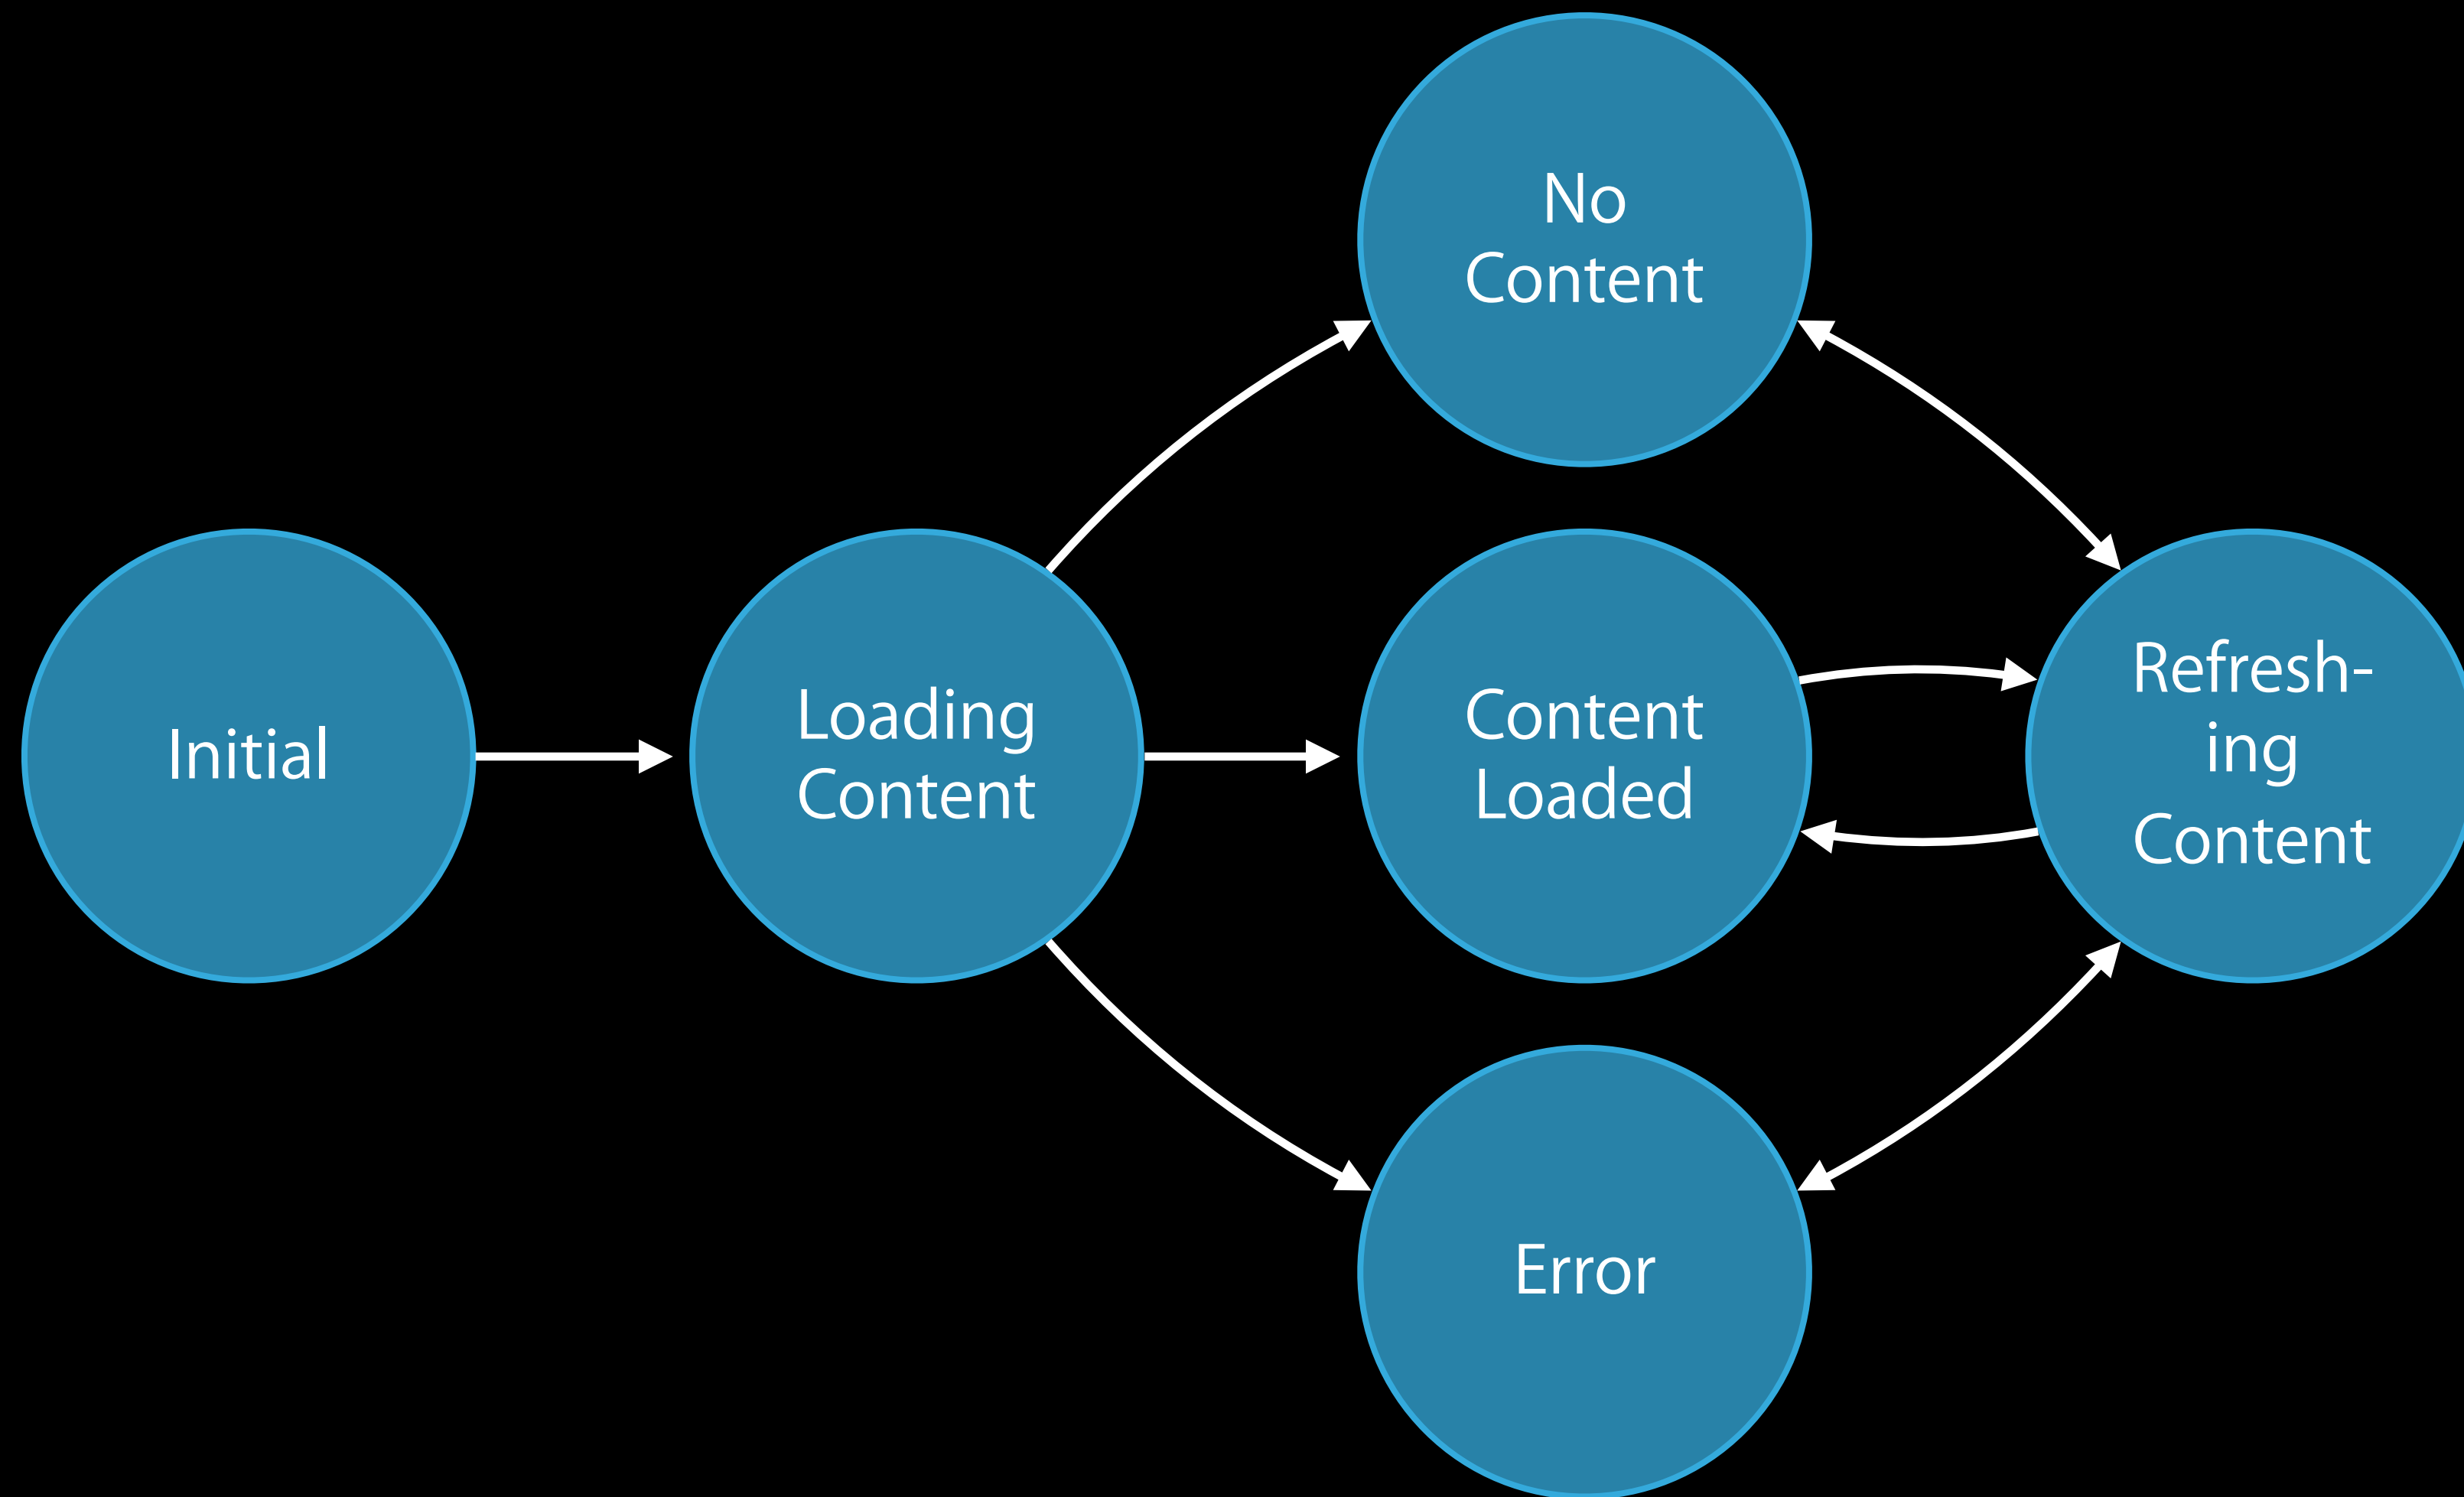 Initial
Loading
Content
No
Content
Content
Loaded
Error
Refresh-
ing
Content